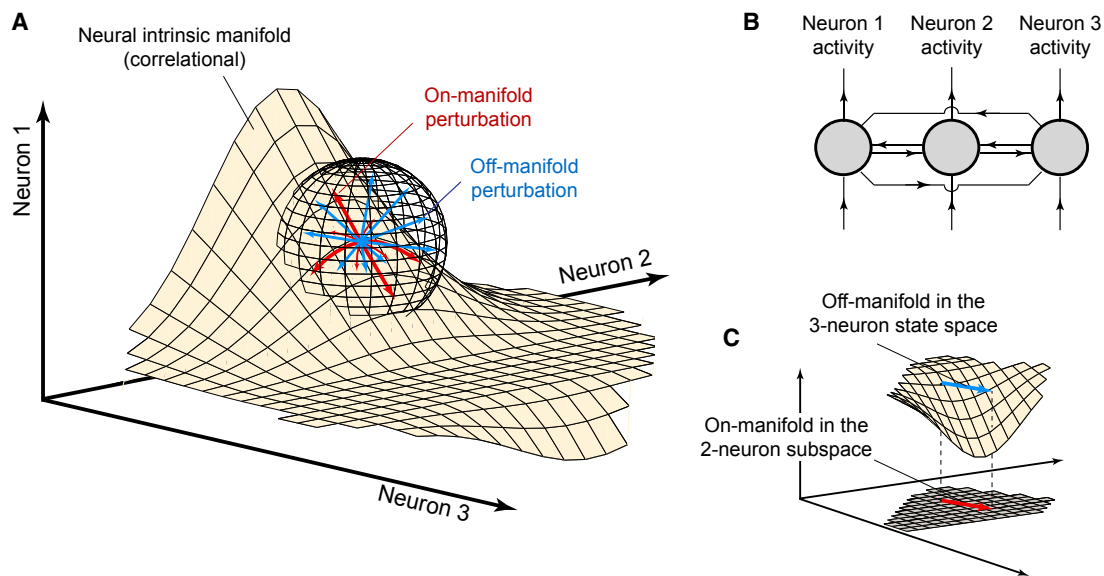 A
Neural intrinsic manifold
(correlational)
On-manifold
perturbation
Off-manifold
perturbation
Neuron 1
Neuron 2
Neuron 3
B
Neuron 1
activity
Neuron 2
activity
Neuron 3
activity
C
Off-manifold in the
3-neuron state space
On-manifold in the
2-neuron subspace